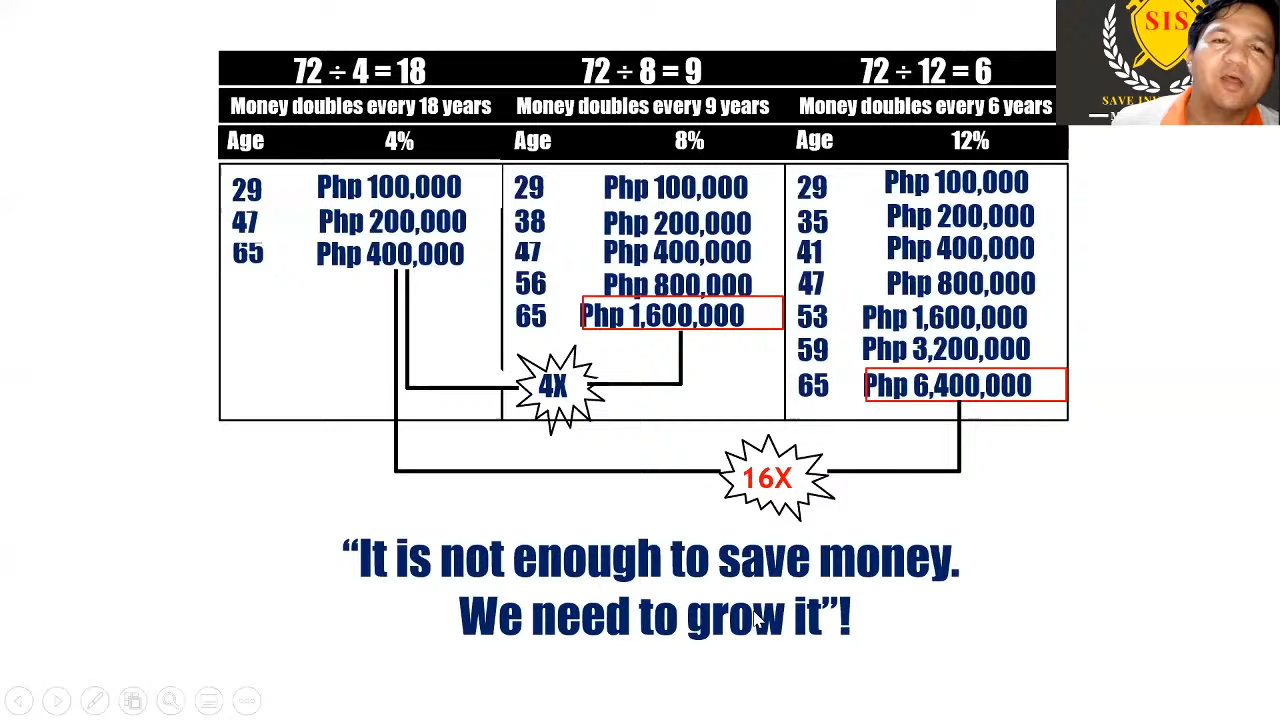 72 ÷ 4 = 18 72 ÷ 8 = 9 72 ÷ 12 = 6
Money doubles every 18 years Money doubles every 9 years Money doubles every 6 years
Age 4% Age 8% Age 12%
29 Php 100,000 29 Php 100,000 29 Php 100,000
47 Php 200,000 38 Php 200,000 35 Php 200,000
65 Php 400,000 47 Php 400,000 41 Php 400,000
56 Php 800,000 47 Php 800,000
65 Php 1,600,000 53 Php 1,600,000
59 Php 3,200,000
65 Php 6,400,000
4X
16X
“It is not enough to save money.
We need to grow it”!
SIS
SAVE